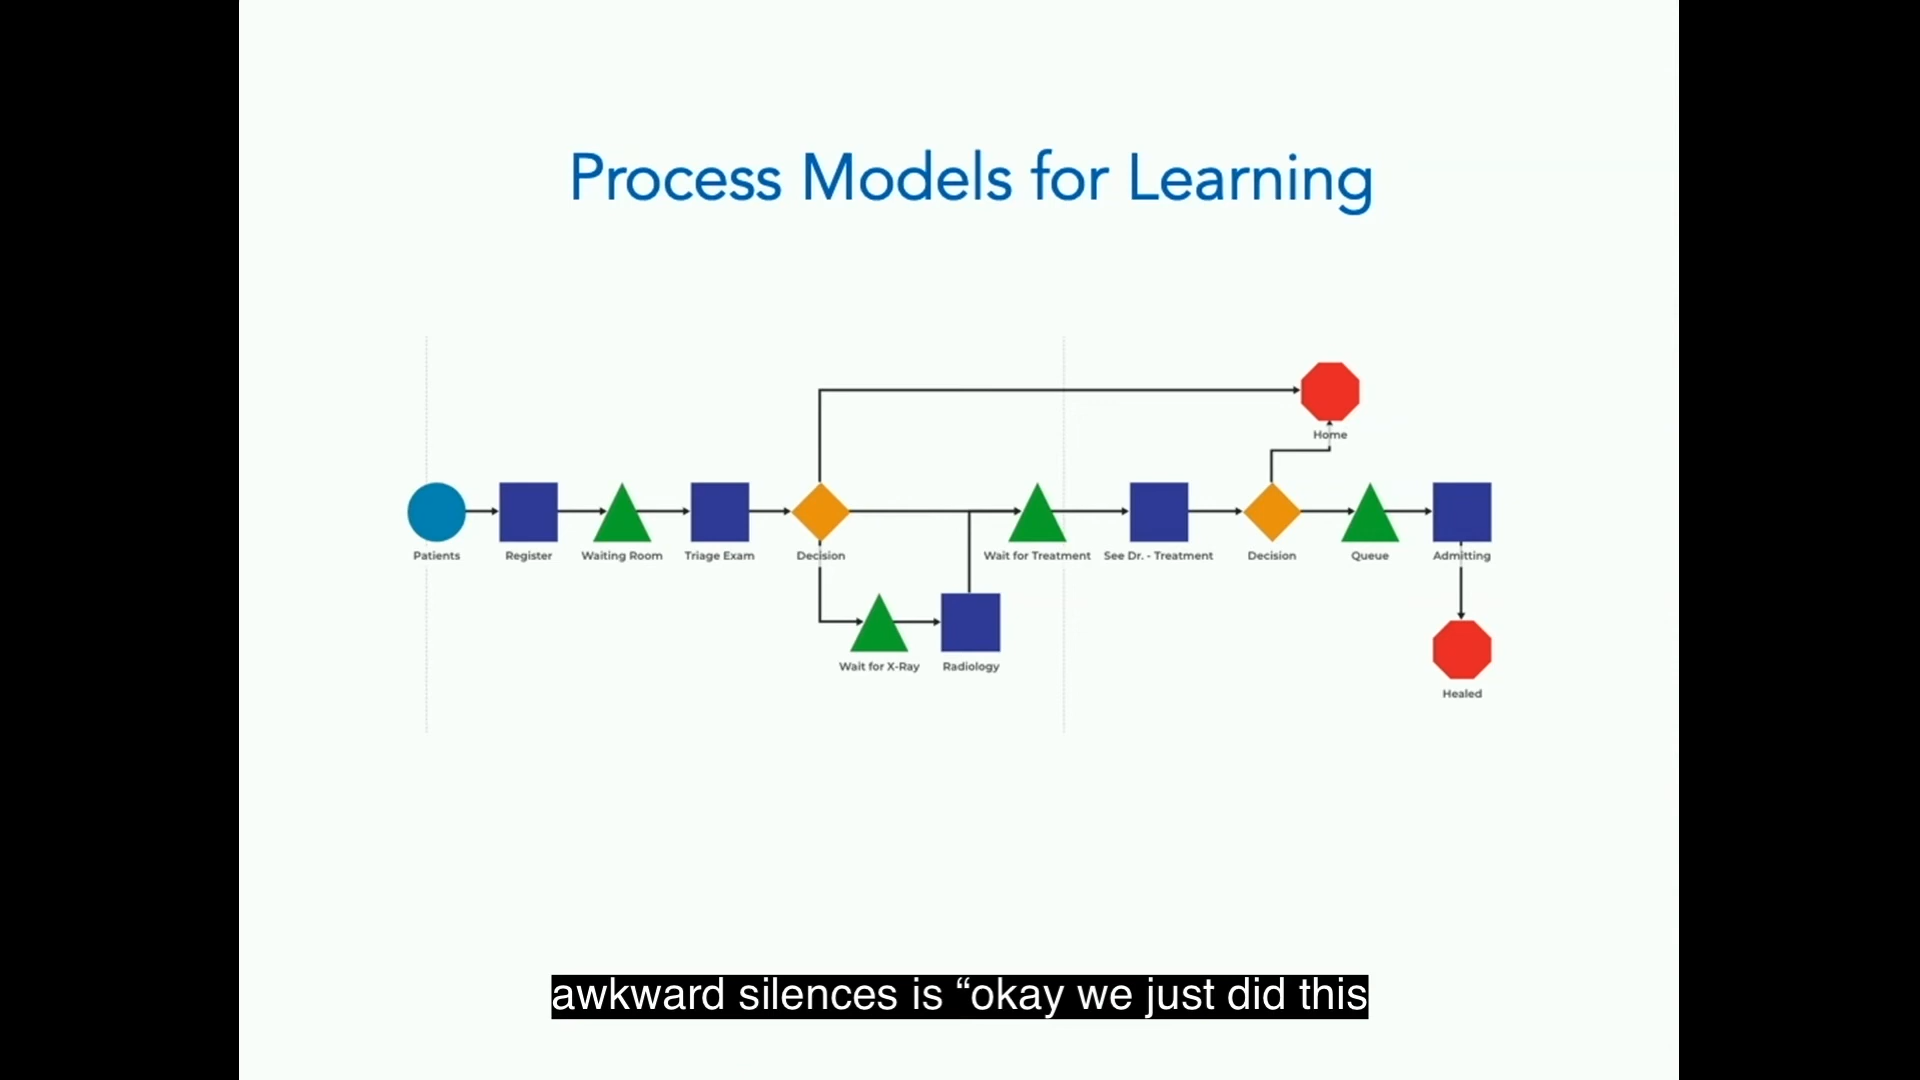 Process Models for Learning
Home
Patients
Register
Waiting Room
Triage Exam
Decision
Wait for Treatment
See Dr. - Treatment
Decision
Queue
Admitting
Wait for X-Ray
Radiology
Healed
awkward silences is “okay we just did this